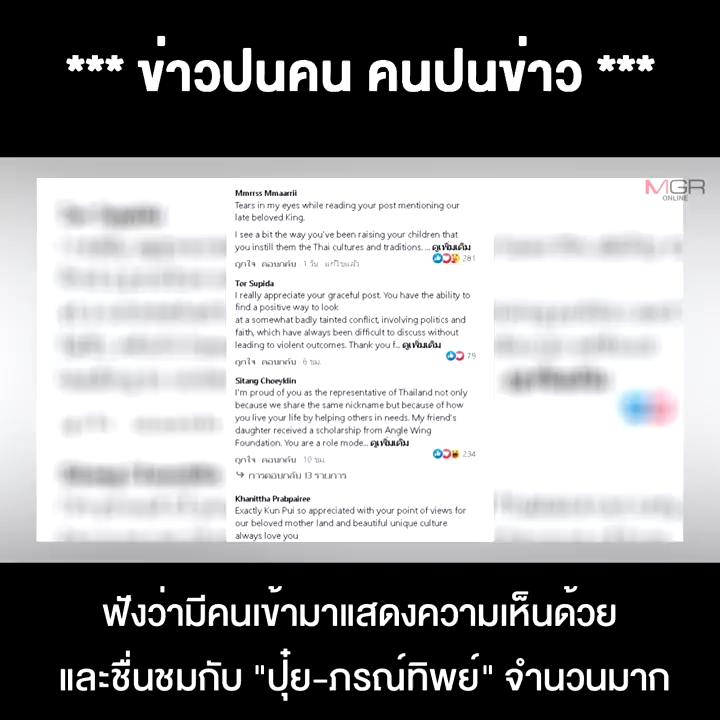 *** ข่าวปนคน คนปนข่าว ***
MGR
ONLINE
Mmrrss Mmaarrii
Tears in my eyes while reading your post mentioning our
late beloved King.
I see a bit the way you've been raising your children that
you instill them the Thai cultures and traditions. ... ดูเพิ่มเติม
281
ถูกใจ ตอบกลับ 1 วัน แก้ไขแล้ว
Tor Supida
I really appreciate your graceful post. You have the ability to
find a positive way to look
at a somewhat badly tainted conflict, involving politics and
faith, which have always been difficult to discuss without
leading to violent outcomes. Thank you f... ดูเพิ่มเติม
79
ถูกใจ ตอบกลับ 6 ชม.
Sitang Choeyklin
I'm proud of you as the representative of Thailand not only
because we share the same nickname but because of how
you live your life by helping others in needs. My friend's
daughter received a scholarship from Angle Wing
Foundation. You are a role mode... ดูเพิ่มเติม
234
ถูกใจ ตอบกลับ 10 ชม.
การตอบกลับ 13 รายการ
Khanittha Prabpairee
Exactly Kun Pui so appreciated with your point of views for
our beloved mother land and beautiful unique culture
always love you
ฟังว่ามีคนเข้ามาแสดงความเห็นด้วย
และชื่นชมกับ "ปุ๋ย-ภรณ์ทิพย์" จำนวนมาก